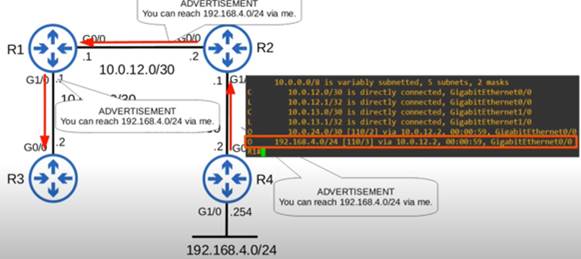 ADVERTISEMENT
You can reach 192.168.4.0/24 via me.
R1
G0/0
G0/0
R2
.1
.2
10.0.12.0/30
G1/0
.1
.1
G1/
ADVERTISEMENT
You can reach 192.168.4.0/24 via me.
10.0.0.0/8 is variably subnetted, 5 subnets, 2 masks
C 10.0.12.0/30 is directly connected, GigabitEthernet0/0
L 10.0.12.1/32 is directly connected, GigabitEthernet0/0
C 10.0.13.0/30 is directly connected, GigabitEthernet1/0
L 10.0.13.1/32 is directly connected, GigabitEthernet1/0
10.0.24.0/30 [110/2] via 10.0.12.2, 00:00:59, GigabitEthernet0/0
O 192.168.4.0/24 [110/3] via 10.0.12.2, 00:00:59, GigabitEthernet0/0
R1#
G0/0
.2
.2
G0
R3
R4
ADVERTISEMENT
You can reach 192.168.4.0/24 via me.
G1/0
.254
192.168.4.0/24